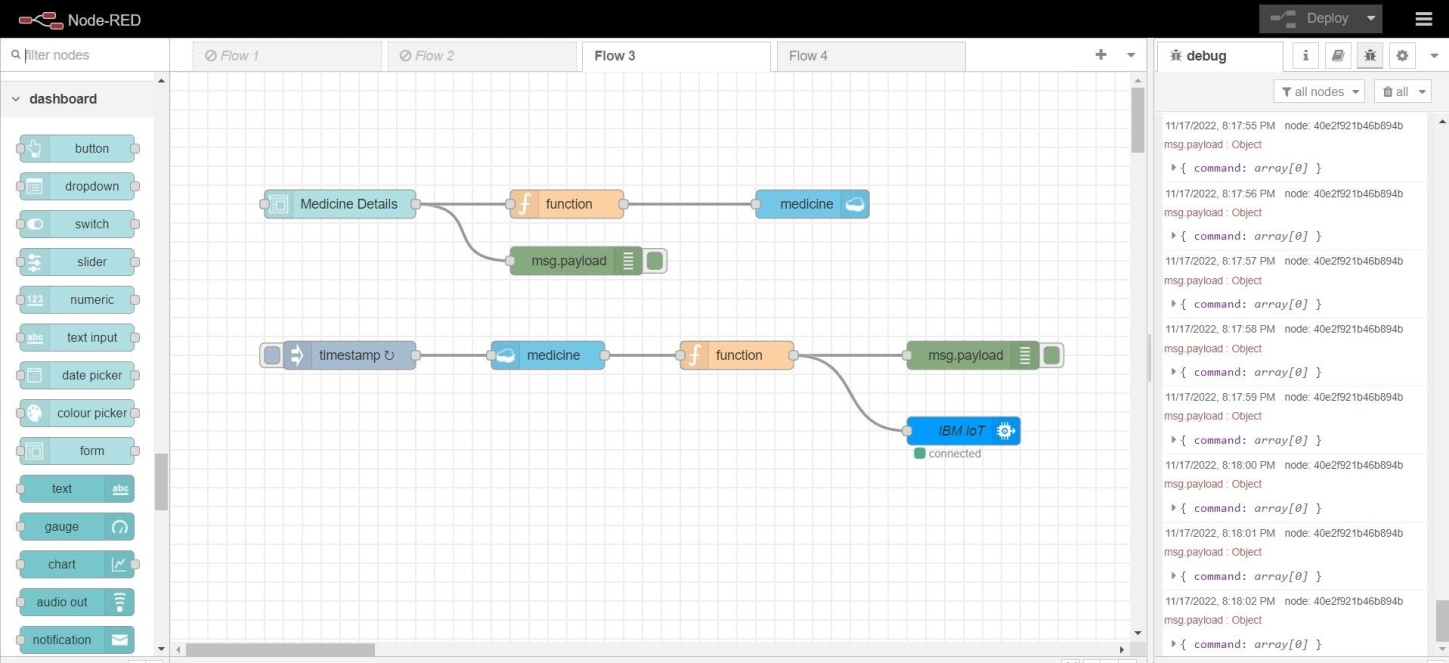 Node-RED
Deploy
filter nodes
Flow 1
Flow 2
Flow 3
Flow 4
debug
i
all nodes
all
dashboard
button
dropdown
switch
slider
123 numeric
abc text input
date picker
colour picker
form
text abc
gauge
chart
audio out
notification
Medicine Details
f function
medicine
msg.payload
timestamp ↻
medicine
f function
msg.payload
IBM IoT
connected
11/17/2022, 8:17:55 PM node: 40e2f921b46b894b
msg.payload : Object
{ command: array[0] }
11/17/2022, 8:17:56 PM node: 40e2f921b46b894b
msg.payload : Object
{ command: array[0] }
11/17/2022, 8:17:57 PM node: 40e2f921b46b894b
msg.payload : Object
{ command: array[0] }
11/17/2022, 8:17:58 PM node: 40e2f921b46b894b
msg.payload : Object
{ command: array[0] }
11/17/2022, 8:17:59 PM node: 40e2f921b46b894b
msg.payload : Object
{ command: array[0] }
11/17/2022, 8:18:00 PM node: 40e2f921b46b894b
msg.payload : Object
{ command: array[0] }
11/17/2022, 8:18:01 PM node: 40e2f921b46b894b
msg.payload : Object
{ command: array[0] }
11/17/2022, 8:18:02 PM node: 40e2f921b46b894b
msg.payload : Object
{ command: array[0] }